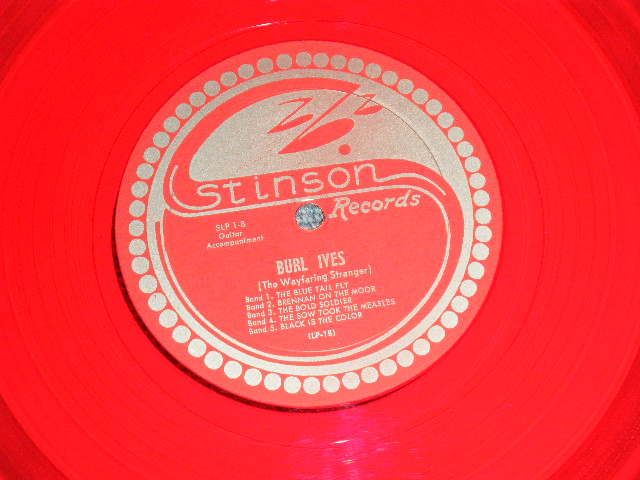 Stinson
Records
SLP 1-B
Guitar
Accompaniment
BURL IVES
(The Wayfaring Stranger)
Band 1. THE BLUE TAIL FLY
Band 2. BRENNAN ON THE MOOR
Band 3. THE BOLD SOLDIER
Band 4. THE SOW TOOK THE MEASLES
Band 5. BLACK IS THE COLOR
(LP-1B)